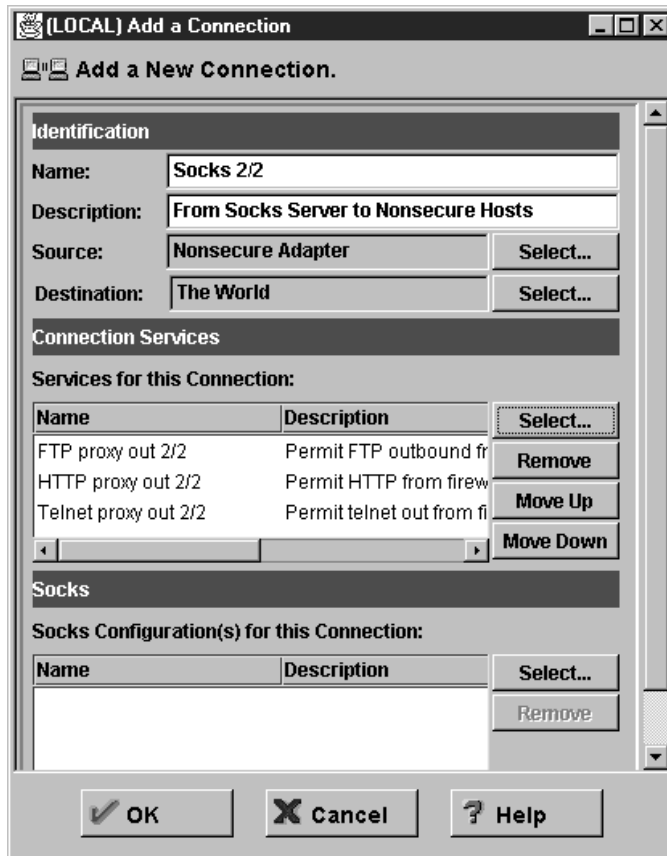 (LOCAL) Add a Connection
Add a New Connection.
Identification
Name: Socks 2/2
Description: From Socks Server to Nonsecure Hosts
Source: Nonsecure Adapter Select...
Destination: The World Select...
Connection Services
Services for this Connection:
Name Description Select...
FTP proxy out 2/2 Permit FTP outbound fr
Remove
HTTP proxy out 2/2 Permit HTTP from firew
Move Up
Telnet proxy out 2/2 Permit telnet out from fi
Move Down
Socks
Socks Configuration(s) for this Connection:
Name Description Select...
Remove
OK Cancel Help